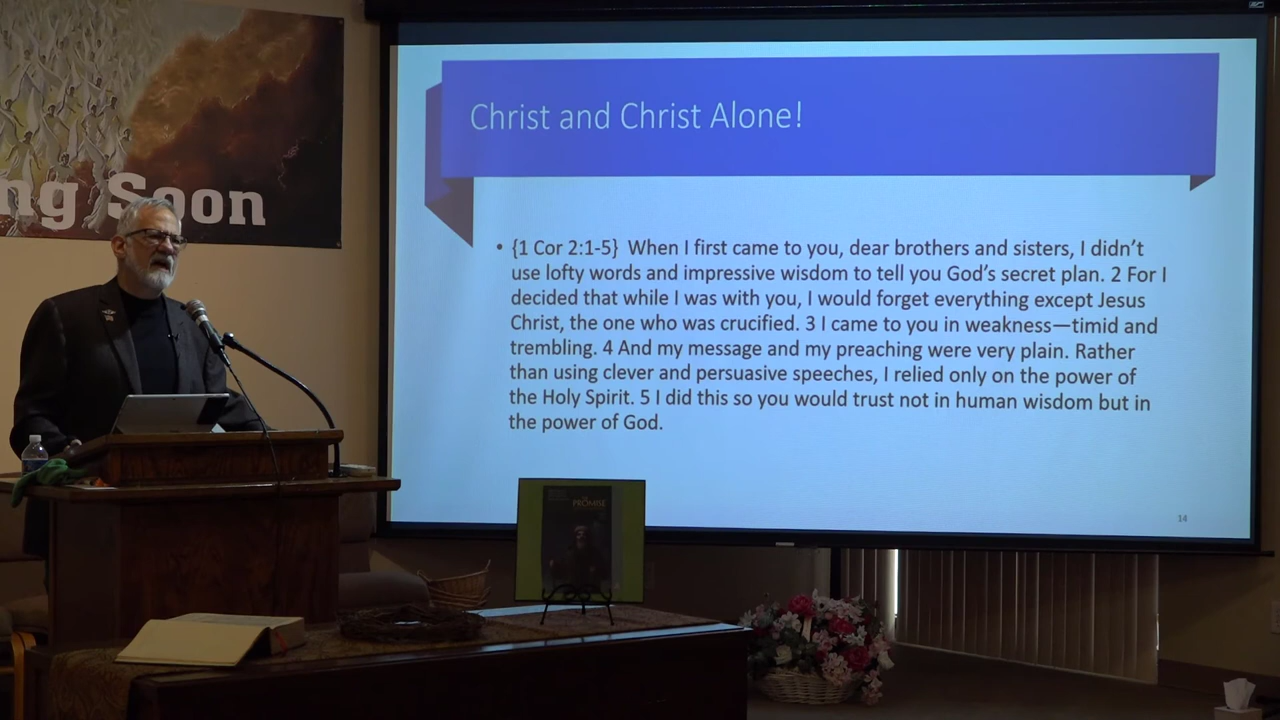 ng Soon
Christ and Christ Alone!
• {1 Cor 2:1-5} When I first came to you, dear brothers and sisters, I didn’t
use lofty words and impressive wisdom to tell you God’s secret plan. 2 For I
decided that while I was with you, I would forget everything except Jesus
Christ, the one who was crucified. 3 I came to you in weakness—timid and
trembling. 4 And my message and my preaching were very plain. Rather
than using clever and persuasive speeches, I relied only on the power of
the Holy Spirit. 5 I did this so you would trust not in human wisdom but in
the power of God.
14
PROMISE